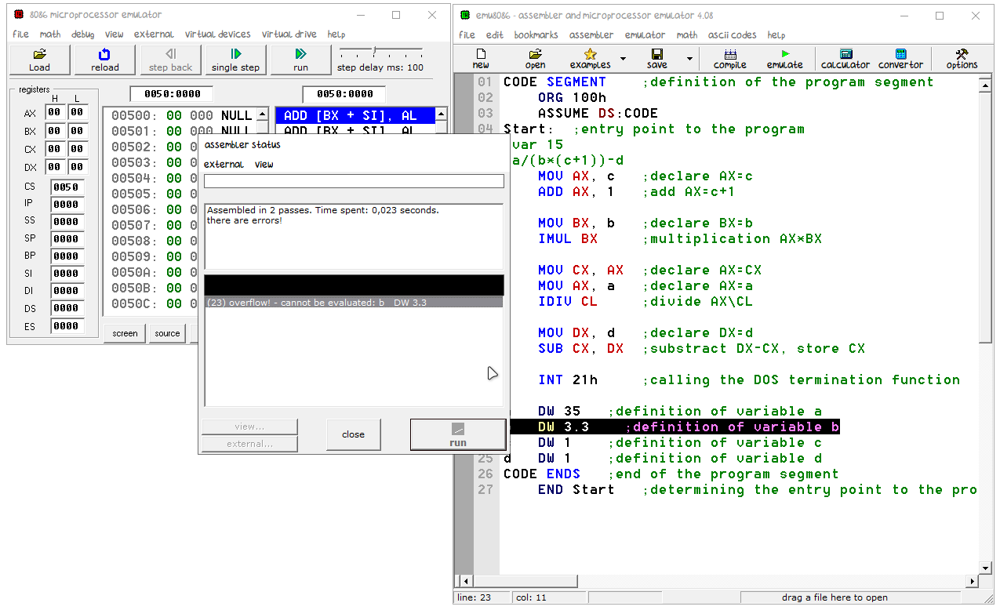 8086 microprocessor emulator
file math debug view external virtual devices virtual drive help
Load reload step back single step run step delay ms: 100
registers
H L
0050:0000 0050:0000
AX 00 00
BX 00 00
CX 00 00
DX 00 00
CS 0050
IP 0000
SS 0000
SP 0000
BP 0000
SI 0000
DI 0000
DS 0000
ES 0000
00500: 00 000 NULL
00501: 00 000 NULL
00502: 00 0
00503: 00 0
00504: 00 0
00505: 00 0
00506: 00 0
00507: 00 0
00508: 00 0
00509: 00 0
0050A: 00 0
0050B: 00 0
0050C: 00 0
ADD [BX + SI], AL
ADD [BX + SI], AL
screen source
assembler status
external view
Assembled in 2 passes. Time spent: 0,023 seconds.
there are errors!
(23) overflow! - cannot be evaluated: b DW 3.3
view...
external...
close
run
emu8086 - assembler and microprocessor emulator 4.08
file edit bookmarks assembler emulator math ascii codes help
new open examples save compile emulate calculator convertor options
01 CODE SEGMENT ;definition of the program segment
02 ORG 100h
03 ASSUME DS:CODE
04 Start: ;entry point to the program
var 15
a/(b*(c+1))-d
MOV AX, c ;declare AX=c
ADD AX, 1 ;add AX=c+1
MOV BX, b ;declare BX=b
IMUL BX ;multiplication AX*BX
MOV CX, AX ;declare AX=CX
MOV AX, a ;declare AX=a
IDIV CL ;divide AX\CL
MOV DX, d ;declare DX=d
SUB CX, DX ;substract DX-CX, store CX
INT 21h ;calling the DOS termination function
DW 35 ;definition of variable a
DW 3.3 ;definition of variable b
DW 1 ;definition of variable c
25 d DW 1 ;definition of variable d
26 CODE ENDS ;end of the program segment
27 END Start ;determining the entry point to the pro
line: 23 col: 11 drag a file here to open